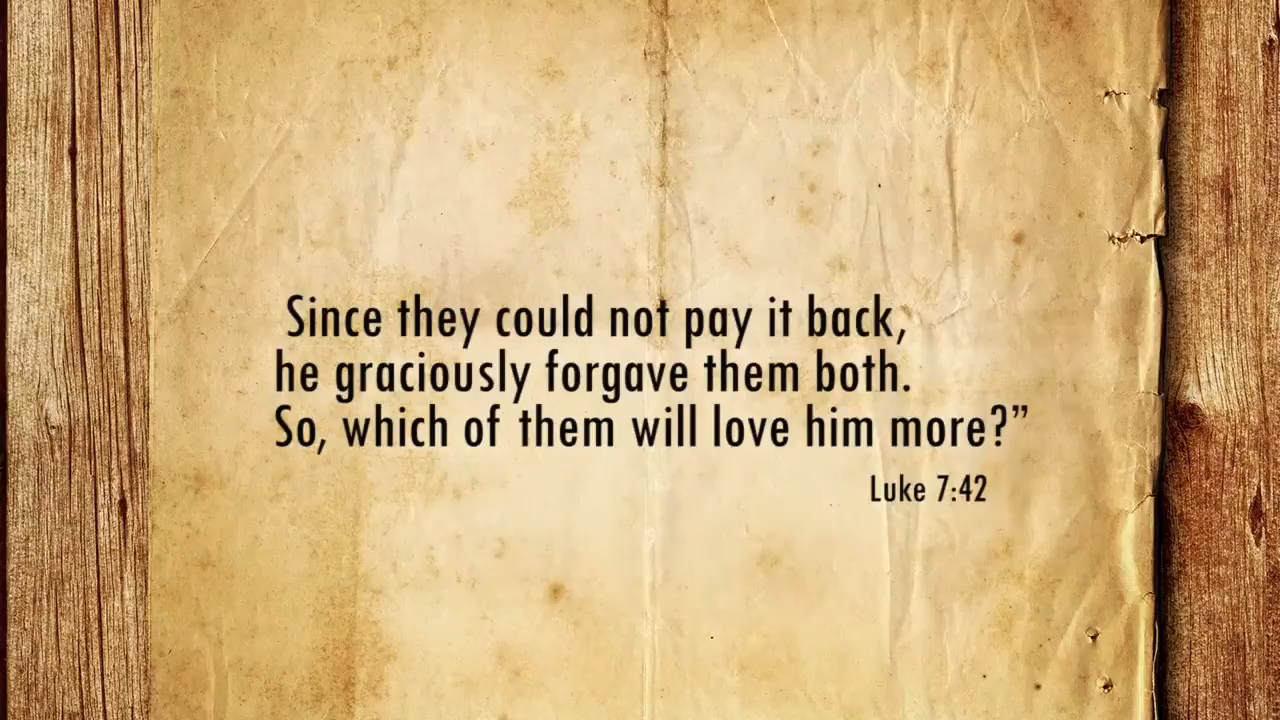 Since they could not pay it back,
he graciously forgave them both.
So, which of them will love him more?”
Luke 7:42